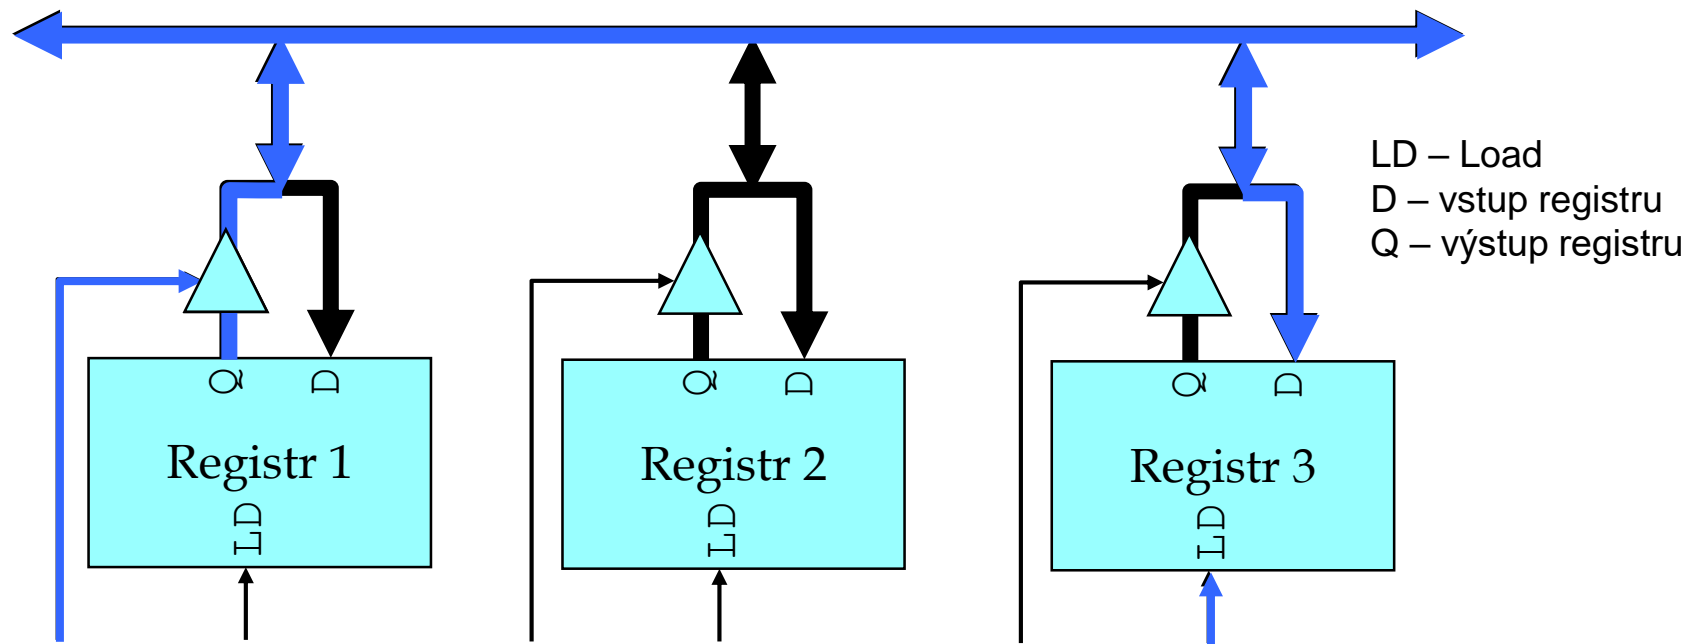 LD – Load
D – vstup registru
Q – výstup registru
Q D
Registr 1
LD
Q D
Registr 2
LD
Q D
Registr 3
LD